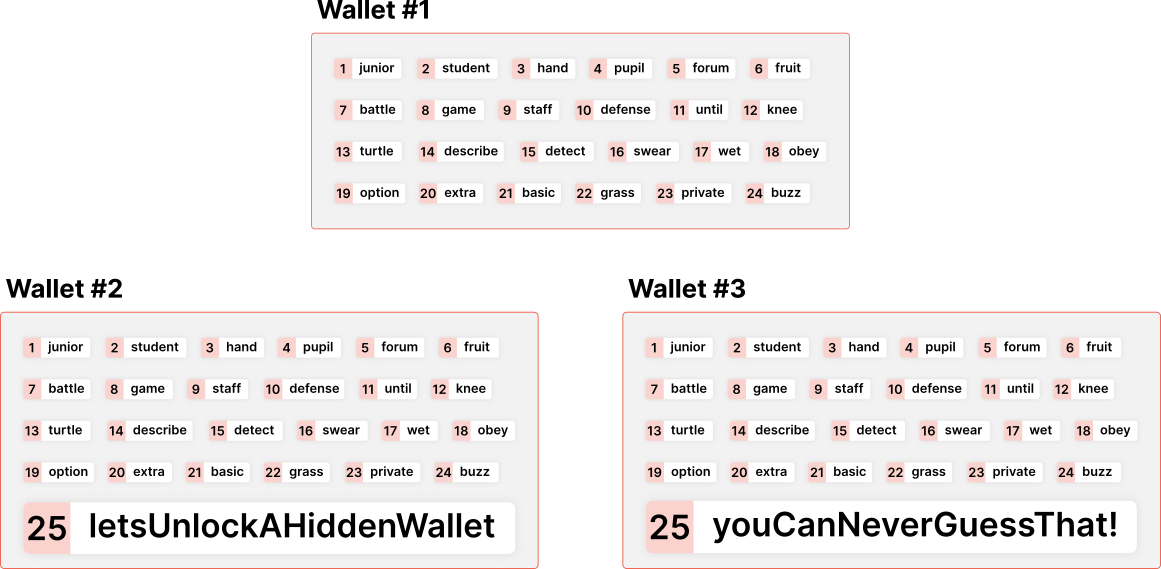 Wallet #1
1 junior 2 student 3 hand 4 pupil 5 forum 6 fruit
7 battle 8 game 9 staff 10 defense 11 until 12 knee
13 turtle 14 describe 15 detect 16 swear 17 wet 18 obey
19 option 20 extra 21 basic 22 grass 23 private 24 buzz
Wallet #2
1 junior 2 student 3 hand 4 pupil 5 forum 6 fruit
7 battle 8 game 9 staff 10 defense 11 until 12 knee
13 turtle 14 describe 15 detect 16 swear 17 wet 18 obey
19 option 20 extra 21 basic 22 grass 23 private 24 buzz
25 letsUnlockAHiddenWallet
Wallet #3
1 junior 2 student 3 hand 4 pupil 5 forum 6 fruit
7 battle 8 game 9 staff 10 defense 11 until 12 knee
13 turtle 14 describe 15 detect 16 swear 17 wet 18 obey
19 option 20 extra 21 basic 22 grass 23 private 24 buzz
25 youCanNeverGuessThat!